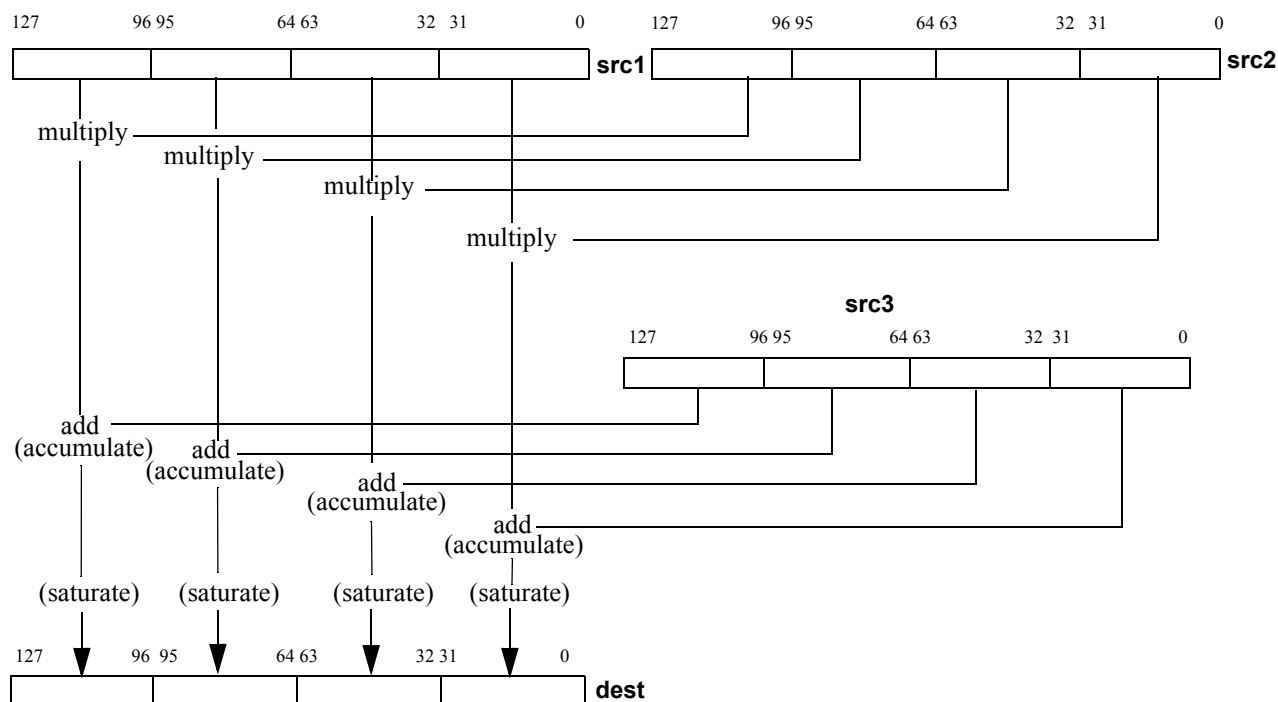 127 96 95 64 63 32 31 0 127 96 95 64 63 32 31 0
src1 src2
multiply
multiply
multiply
multiply
src3
127 96 95 64 63 32 31 0
add
(accumulate)
add
(accumulate)
add
(accumulate)
add
(accumulate)
(saturate) (saturate) (saturate) (saturate)
127 96 95 64 63 32 31 0
dest